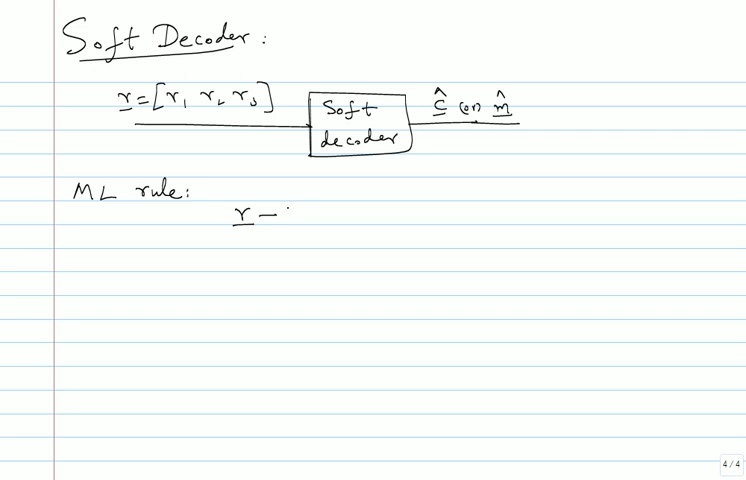 Soft Decoder:
r = [r₁ r₂ r₃]
Soft decoder
ĉ (or) m̂
ML rule:
r –
4 / 4